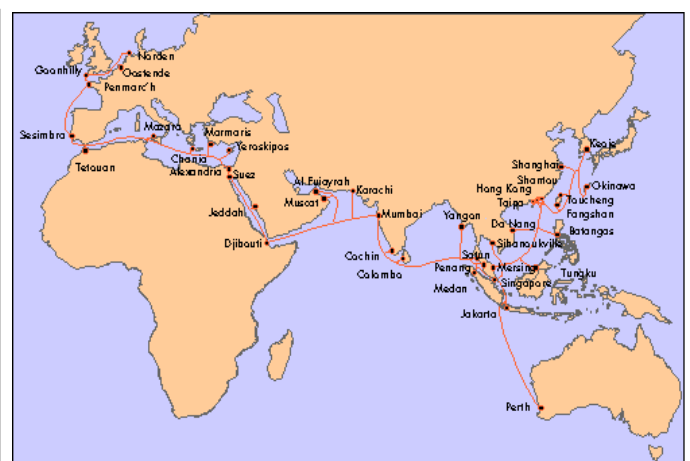 Norden
Goonhilly
Oostende
Penmarc'h
Sesimbra
Mazara
Marmaris
Yeroskipos
Tetouan
Chania
Alexandria
Suez
Al Fujayrah
Karachi
Muscat
Jeddah
Djibouti
Mumbai
Cochin
Colombo
Yangon
Keoje
Shanghai
Shantou
Okinawa
Hong Kong
Taipa
Toucheng
Fangshan
Da Nang
Batangas
Sihanoukville
Satun
Penang
Mersing
Tungku
Medan
Singapore
Jakarta
Perth